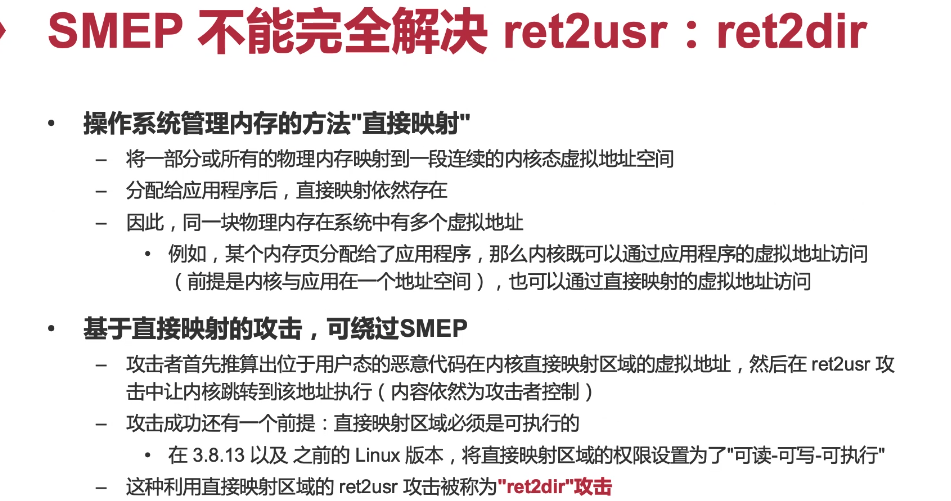 SMEP 不能完全解决 ret2usr：ret2dir
• 操作系统管理内存的方法"直接映射"
– 将一部分或所有的物理内存映射到一段连续的内核态虚拟地址空间
– 分配给应用程序后，直接映射依然存在
– 因此，同一块物理内存在系统中有多个虚拟地址
• 例如，某个内存页分配给了应用程序，那么内核既可以通过应用程序的虚拟地址访问
（前提是内核与应用在一个地址空间），也可以通过直接映射的虚拟地址访问
• 基于直接映射的攻击，可绕过SMEP
– 攻击者首先推算出位于用户态的恶意代码在内核直接映射区域的虚拟地址，然后在 ret2usr 攻
击中让内核跳转到该地址执行（内容依然为攻击者控制）
– 攻击成功还有一个前提：直接映射区域必须是可执行的
• 在 3.8.13 以及 之前的 Linux 版本，将直接映射区域的权限设置为了"可读-可写-可执行"
– 这种利用直接映射区域的 ret2usr 攻击被称为"ret2dir"攻击